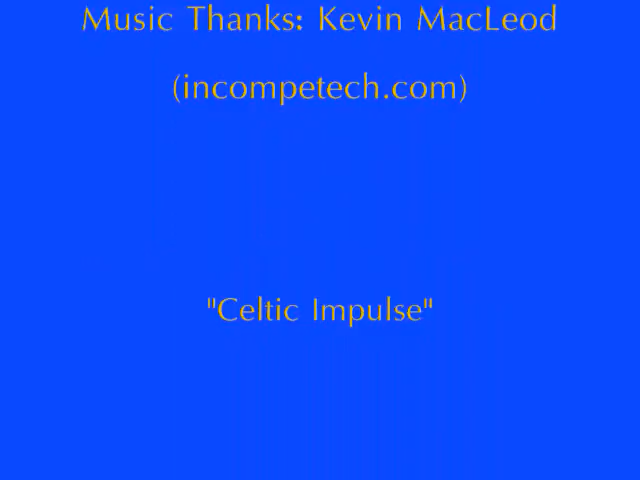 Music Thanks: Kevin MacLeod
(incompetech.com)
"Celtic Impulse"